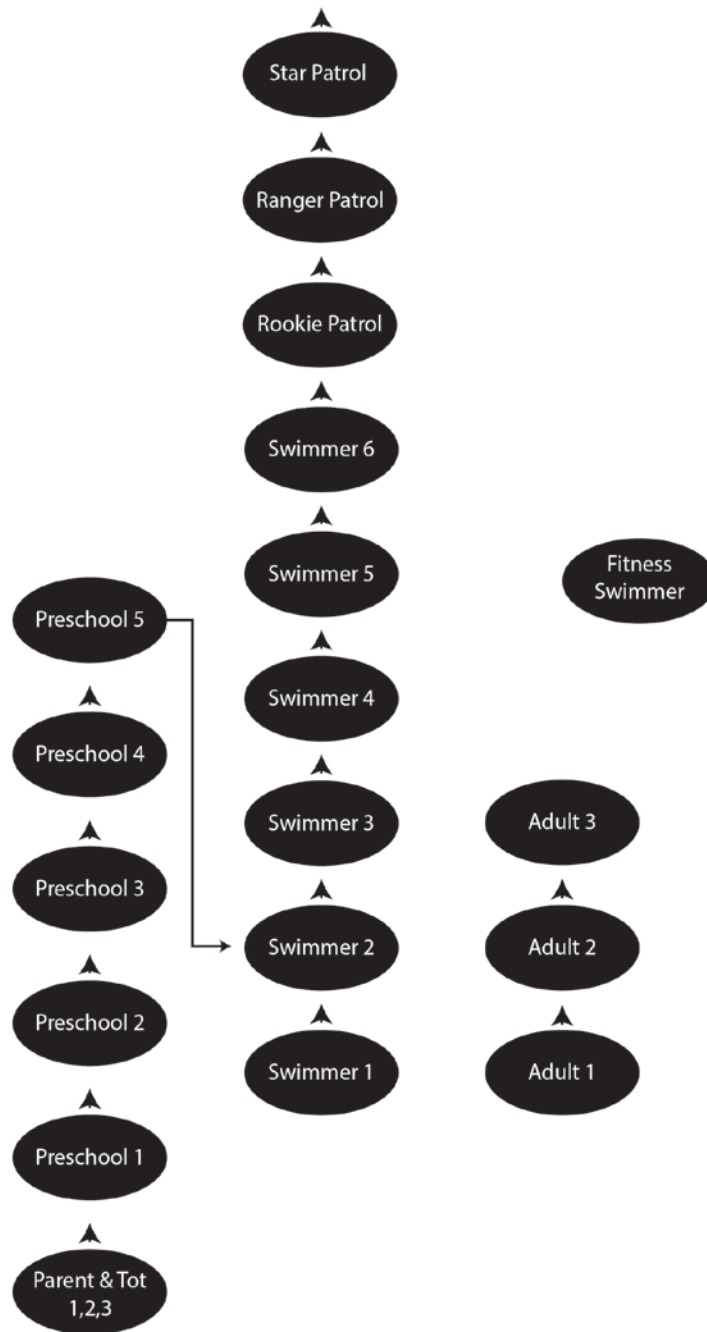 Star Patrol
Ranger Patrol
Rookie Patrol
Swimmer 6
Swimmer 5
Fitness
Swimmer
Preschool 5
Swimmer 4
Preschool 4
Swimmer 3
Adult 3
Preschool 3
Swimmer 2
Adult 2
Preschool 2
Swimmer 1
Adult 1
Preschool 1
Parent & Tot
1,2,3